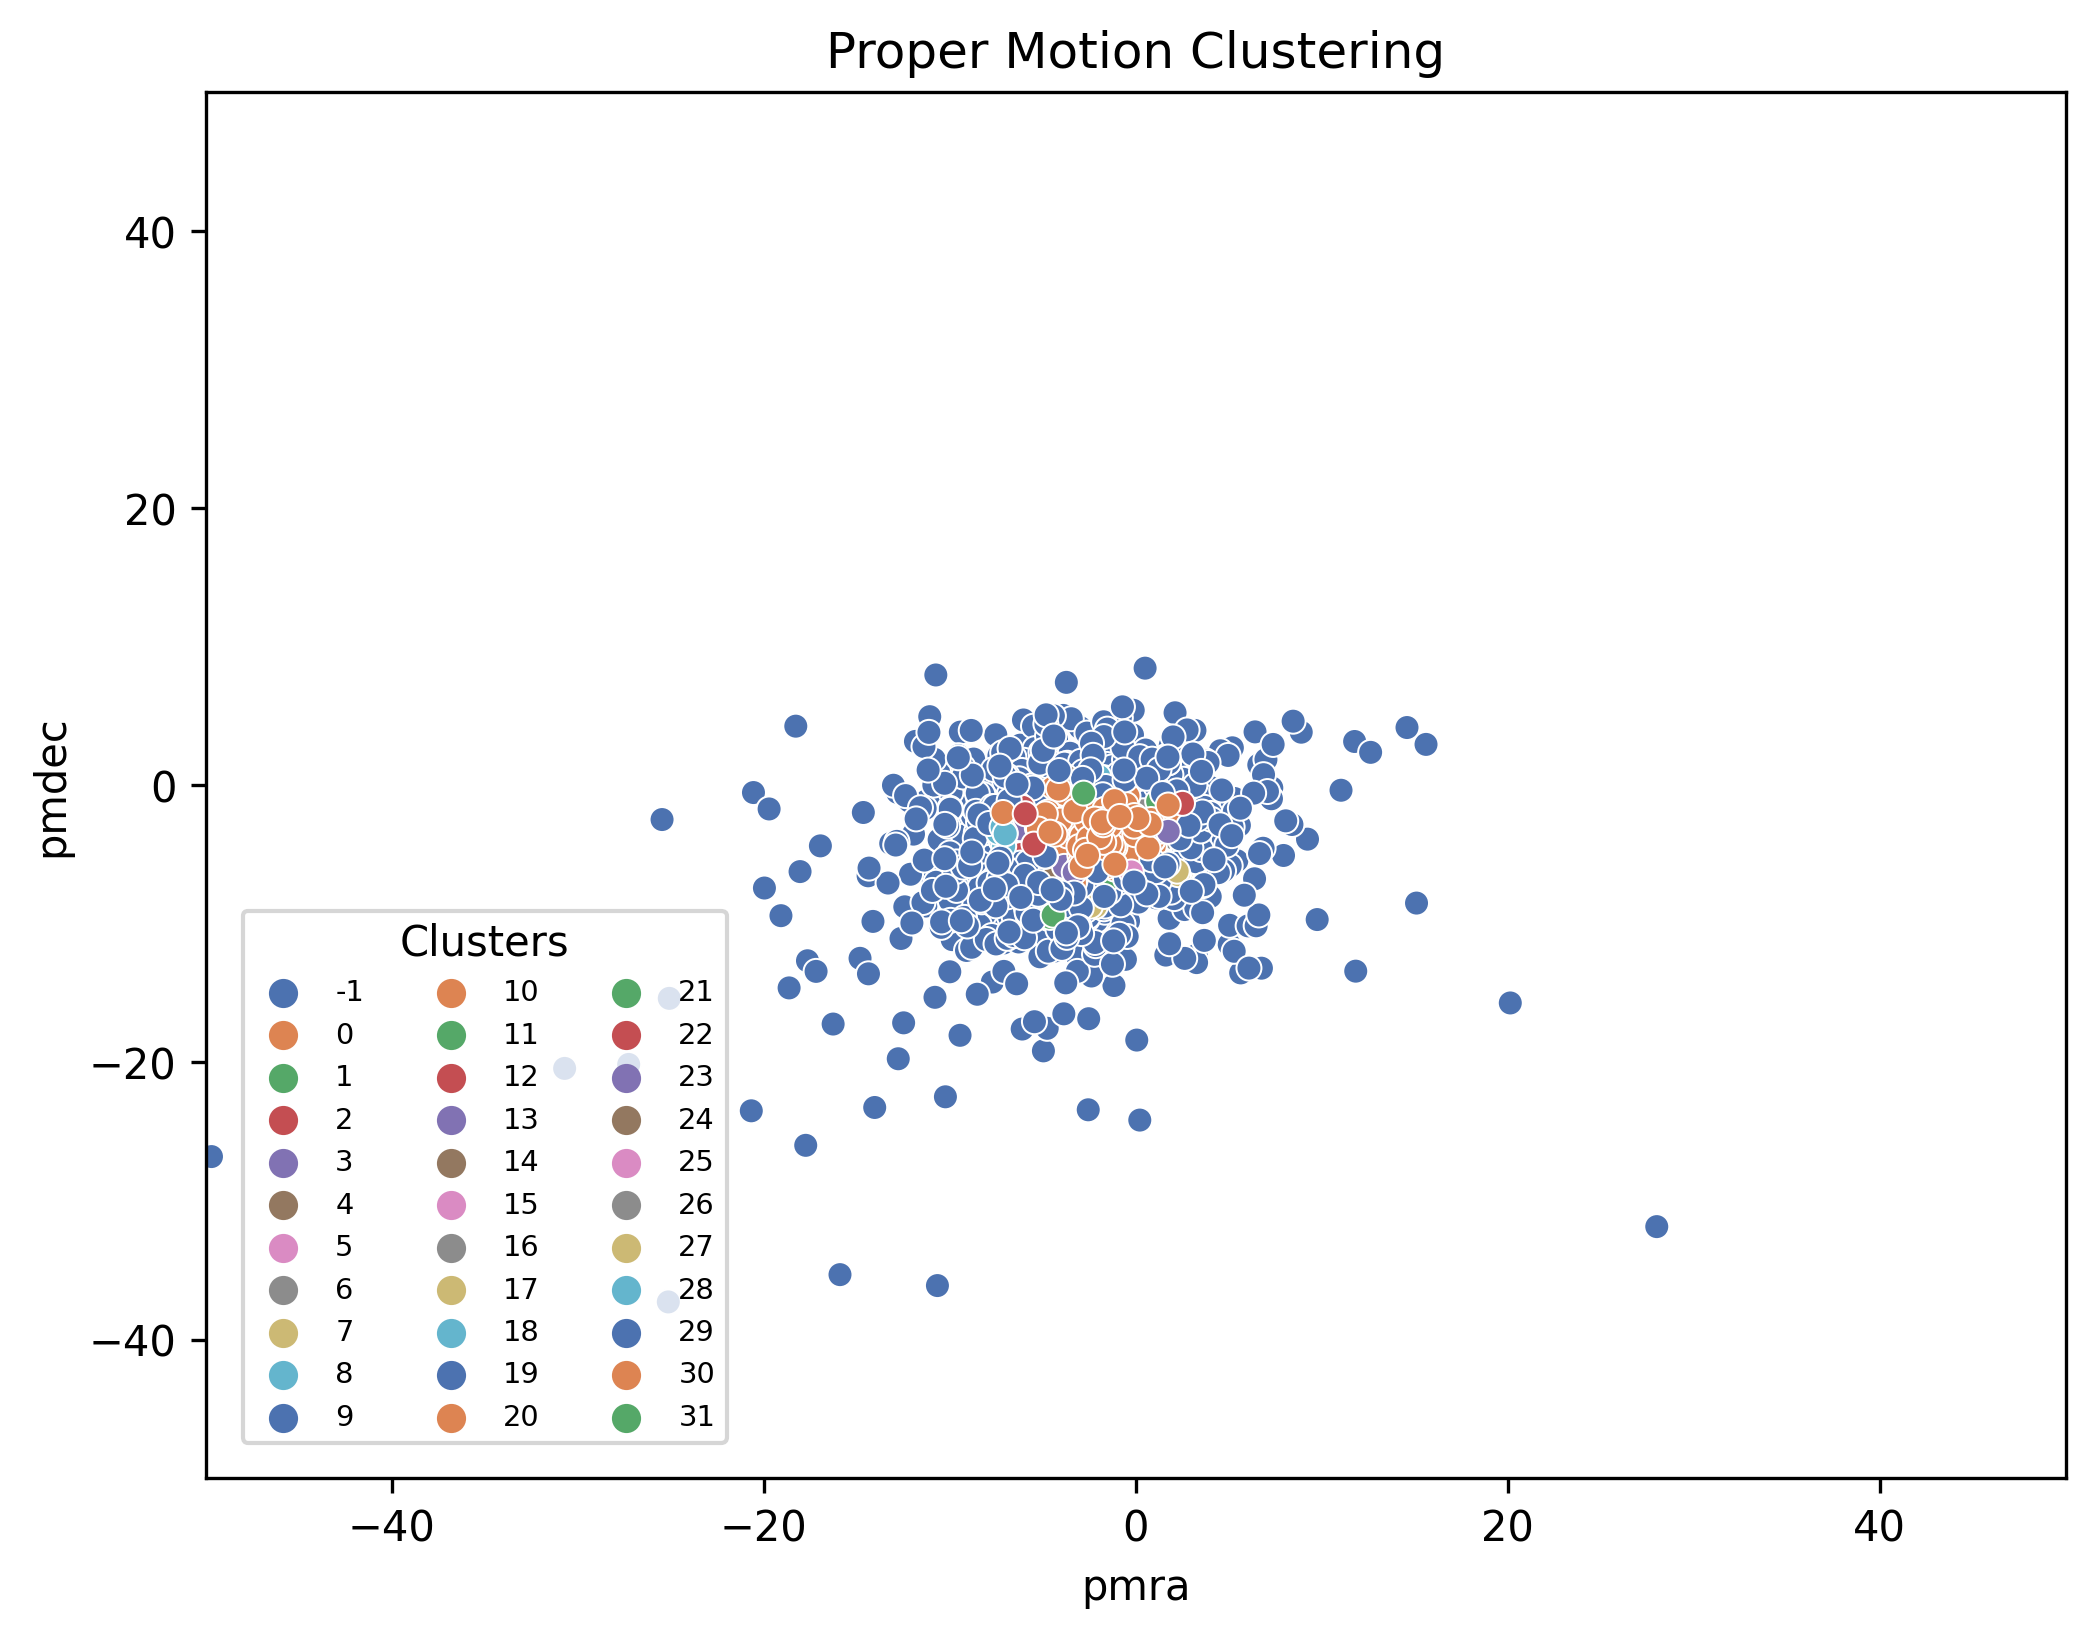 Proper Motion Clustering
40
20
0
−20
−40
pmdec
Clusters
-1 10 21
0 11 22
1 12 23
2 13 24
3 14 25
4 15 26
5 16 27
6 17 28
7 18 29
8 19 30
9 20 31
−40 −20 0 20 40
pmra